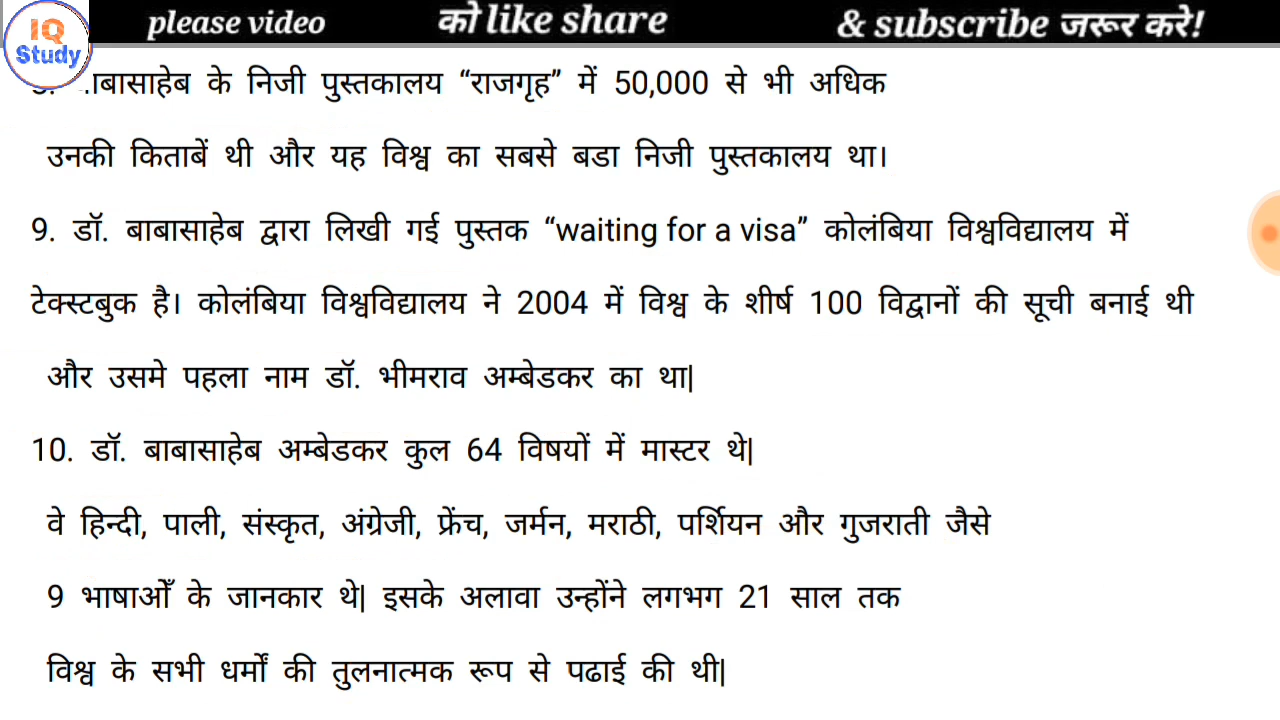 please video को like share & subscribe जरूर करे!
IQ
Study
बाबासाहेब के निजी पुस्तकालय “राजगृह” में 50,000 से भी अधिक
उनकी किताबें थी और यह विश्व का सबसे बडा निजी पुस्तकालय था।
9. डॉ. बाबासाहेब द्वारा लिखी गई पुस्तक “waiting for a visa” कोलंबिया विश्वविद्यालय में
टेक्स्टबुक है। कोलंबिया विश्वविद्यालय ने 2004 में विश्व के शीर्ष 100 विद्वानों की सूची बनाई थी
और उसमे पहला नाम डॉ. भीमराव अम्बेडकर का था|
10. डॉ. बाबासाहेब अम्बेडकर कुल 64 विषयों में मास्टर थे|
वे हिन्दी, पाली, संस्कृत, अंग्रेजी, फ्रेंच, जर्मन, मराठी, पर्शियन और गुजराती जैसे
9 भाषाओँ के जानकार थे| इसके अलावा उन्होंने लगभग 21 साल तक
विश्व के सभी धर्मों की तुलनात्मक रूप से पढाई की थी|